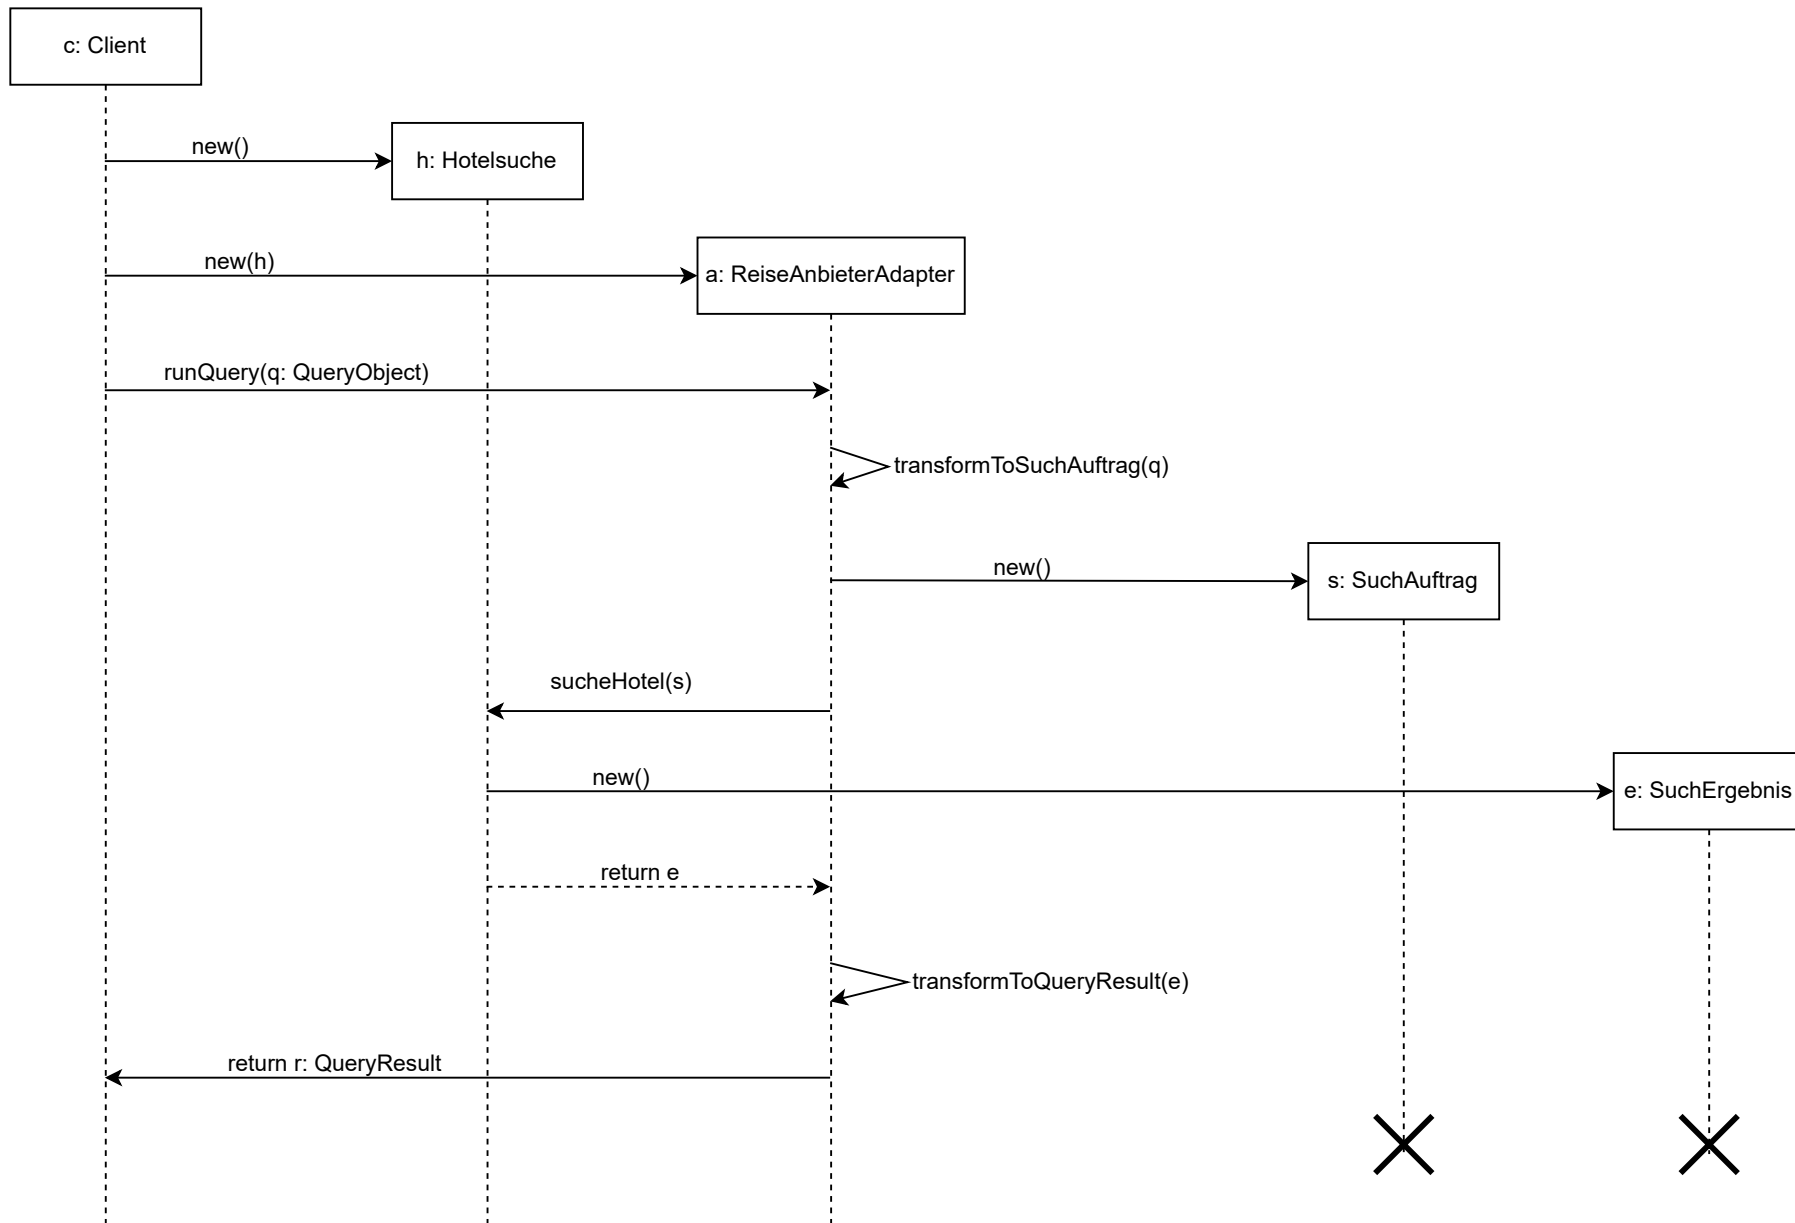 c: Client
new()
h: Hotelsuche
new(h)
a: ReiseAnbieterAdapter
runQuery(q: QueryObject)
transformToSuchAuftrag(q)
new()
s: SuchAuftrag
sucheHotel(s)
new()
e: SuchErgebnis
return e
transformToQueryResult(e)
return r: QueryResult